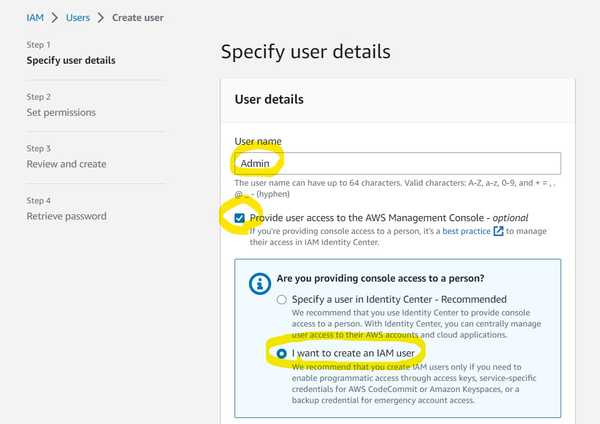 IAM > Users > Create user
Step 1
Specify user details
Step 2
Set permissions
Step 3
Review and create
Step 4
Retrieve password
Specify user details
User details
User name
Admin
The user name can have up to 64 characters. Valid characters: A-Z, a-z, 0-9, and + = , .
@ _ - (hyphen)
Provide user access to the AWS Management Console - optional
If you're providing console access to a person, it's a best practice to manage
their access in IAM Identity Center.
Are you providing console access to a person?
Specify a user in Identity Center - Recommended
We recommend that you use Identity Center to provide console
access to a person. With Identity Center, you can centrally manage
user access to their AWS accounts and cloud applications.
I want to create an IAM user
We recommend that you create IAM users only if you need to
enable programmatic access through access keys, service-specific
credentials for AWS CodeCommit or Amazon Keyspaces, or a
backup credential for emergency account access.